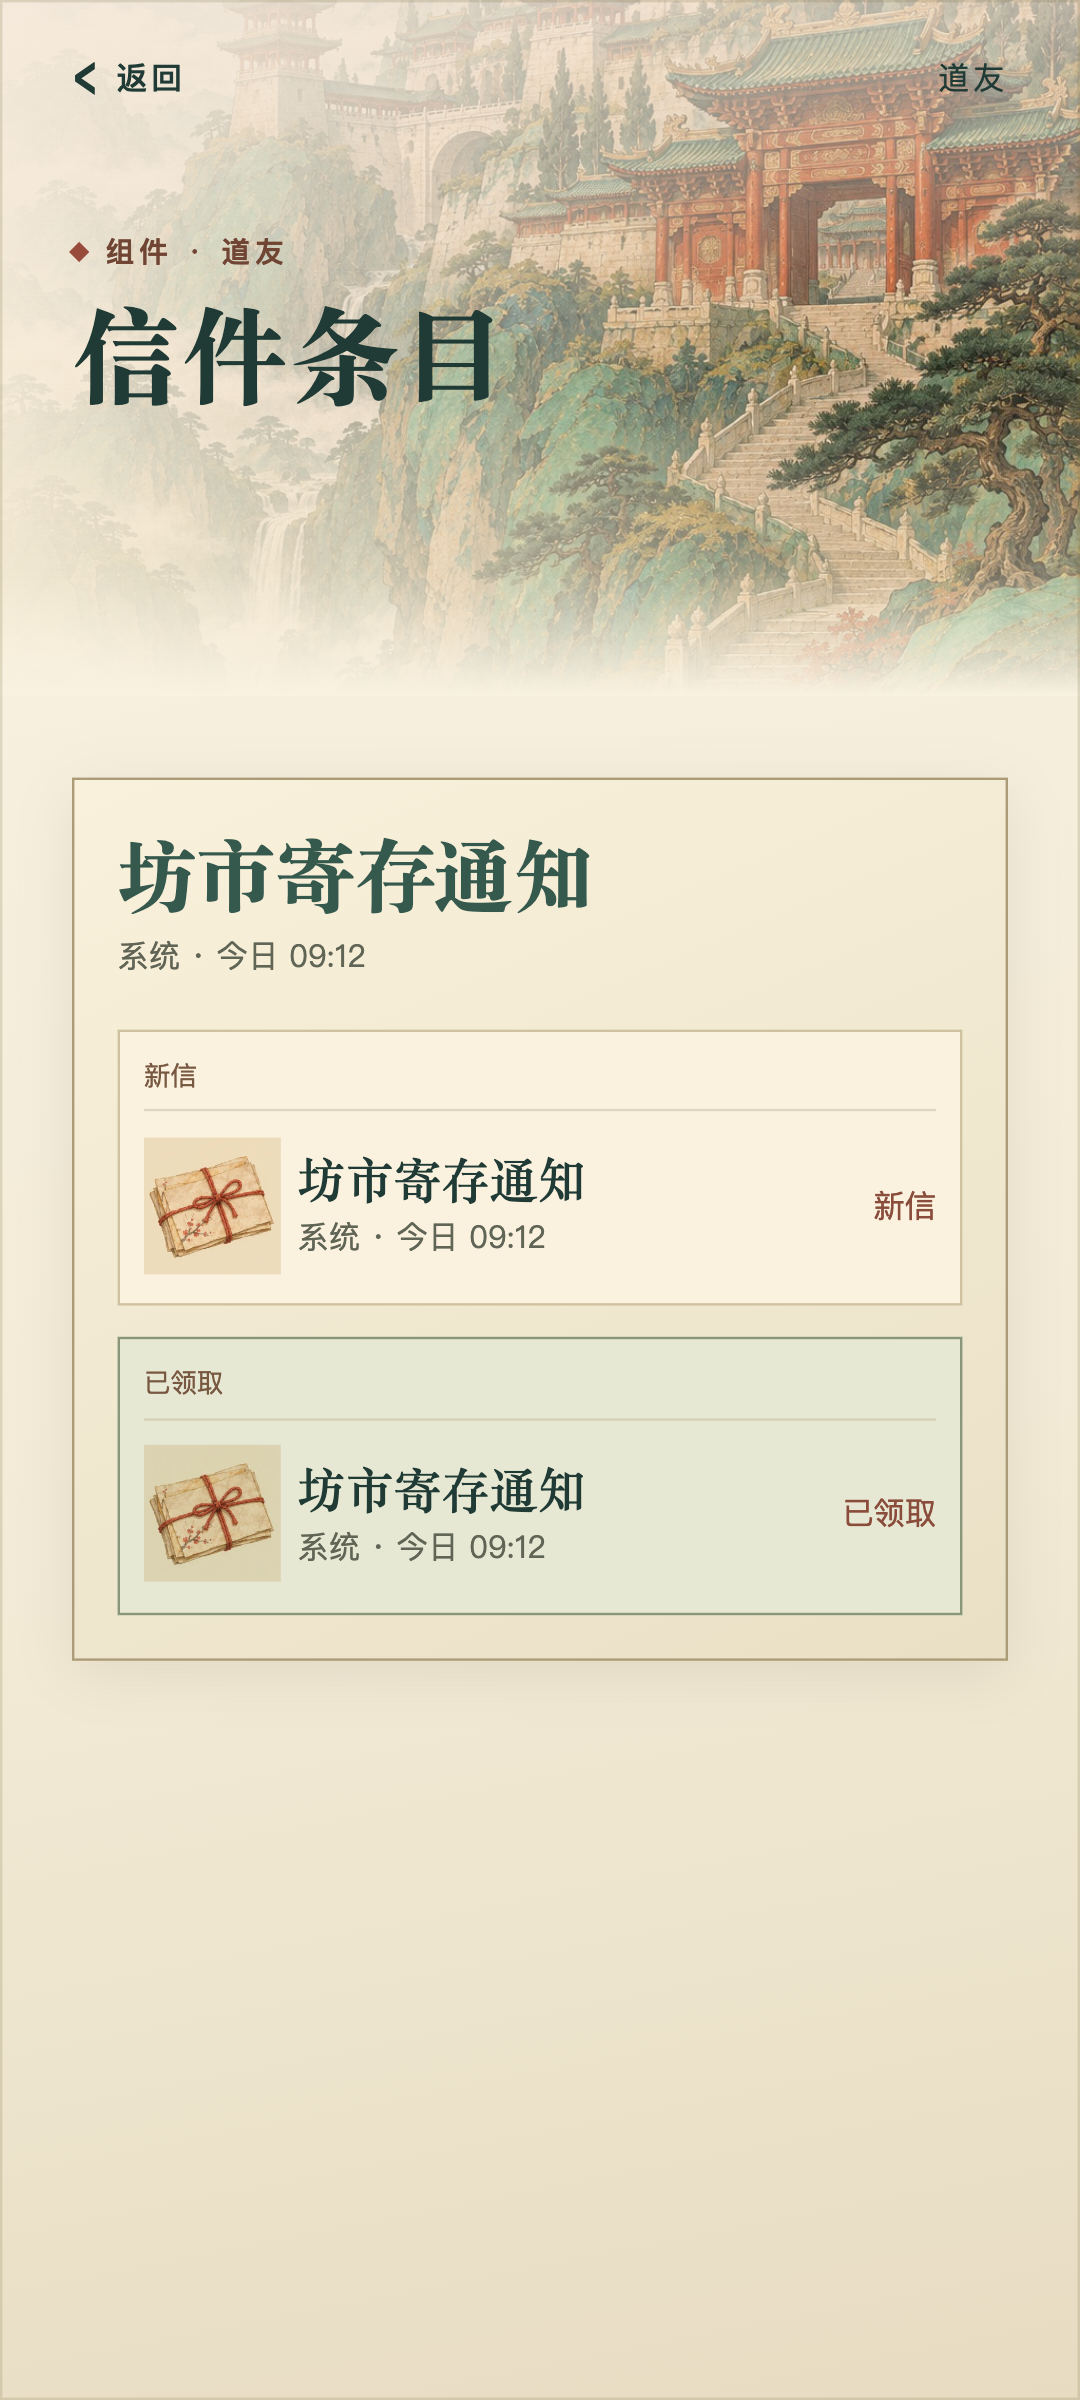 返回
道友
组件 · 道友
信件条目
坊市寄存通知
系统 · 今日 09:12
新信
坊市寄存通知
系统 · 今日 09:12
新信
已领取
坊市寄存通知
系统 · 今日 09:12
已领取